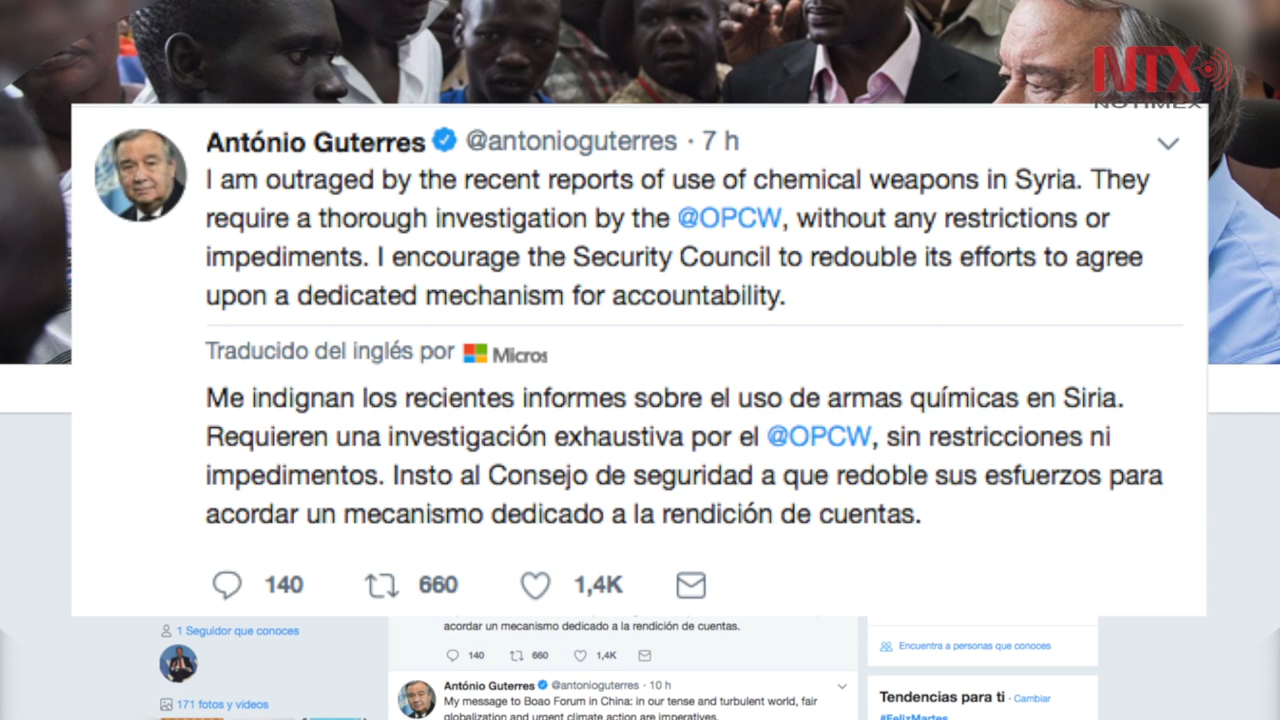 NTX
NOTIMEX
António Guterres @antonioguterres · 7 h
I am outraged by the recent reports of use of chemical weapons in Syria. They
require a thorough investigation by the @OPCW, without any restrictions or
impediments. I encourage the Security Council to redouble its efforts to agree
upon a dedicated mechanism for accountability.
Traducido del inglés por Micros
Me indignan los recientes informes sobre el uso de armas químicas en Siria.
Requieren una investigación exhaustiva por el @OPCW, sin restricciones ni
impedimentos. Insto al Consejo de seguridad a que redoble sus esfuerzos para
acordar un mecanismo dedicado a la rendición de cuentas.
140 660 1,4K
1 Seguidor que conoces
171 fotos y videos
acordar un mecanismo dedicado a la rendición de cuentas.
140 660 1,4K
António Guterres @antonioguterres · 10 h
My message to Boao Forum in China: in our tense and turbulent world, fair
globalization and urgent climate action are imperatives.
Encuentra a personas que conoces
Tendencias para ti · Cambiar
#FelizMartes